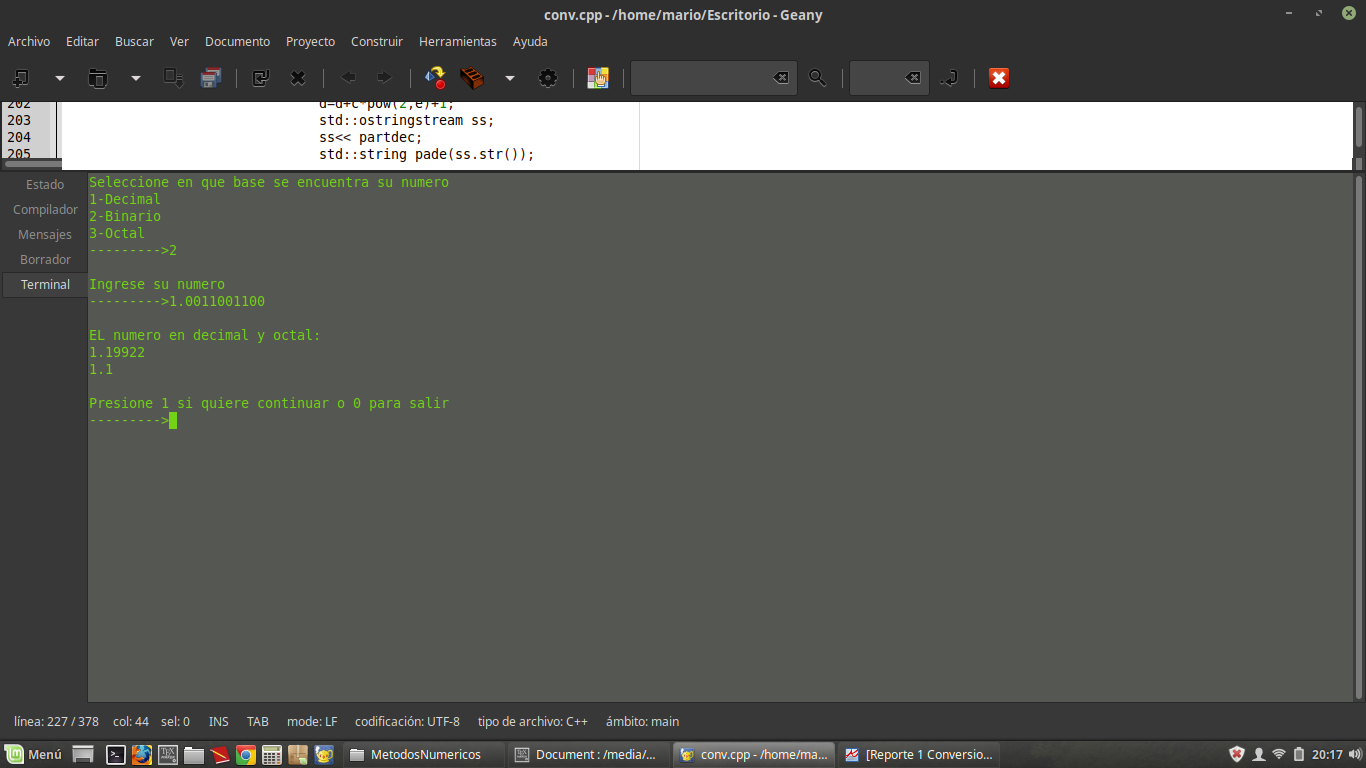 conv.cpp - /home/mario/Escritorio - Geany
Archivo Editar Buscar Ver Documento Proyecto Construir Herramientas Ayuda
202 d=d+c*pow(2,e)+1;
203 std::ostringstream ss;
204 ss<< partdec;
205 std::string pade(ss.str());
Estado
Compilador
Mensajes
Borrador
Terminal
Seleccione en que base se encuentra su numero
1-Decimal
2-Binario
3-Octal
--------->2
Ingrese su numero
--------->1.0011001100
EL numero en decimal y octal:
1.19922
1.1
Presione 1 si quiere continuar o 0 para salir
--------->
línea: 227 / 378 col: 44 sel: 0 INS TAB mode: LF codificación: UTF-8 tipo de archivo: C++ ámbito: main
Menú MetodosNumericos Document : /media/... conv.cpp - /home/ma... [Reporte 1 Conversio... 20:17